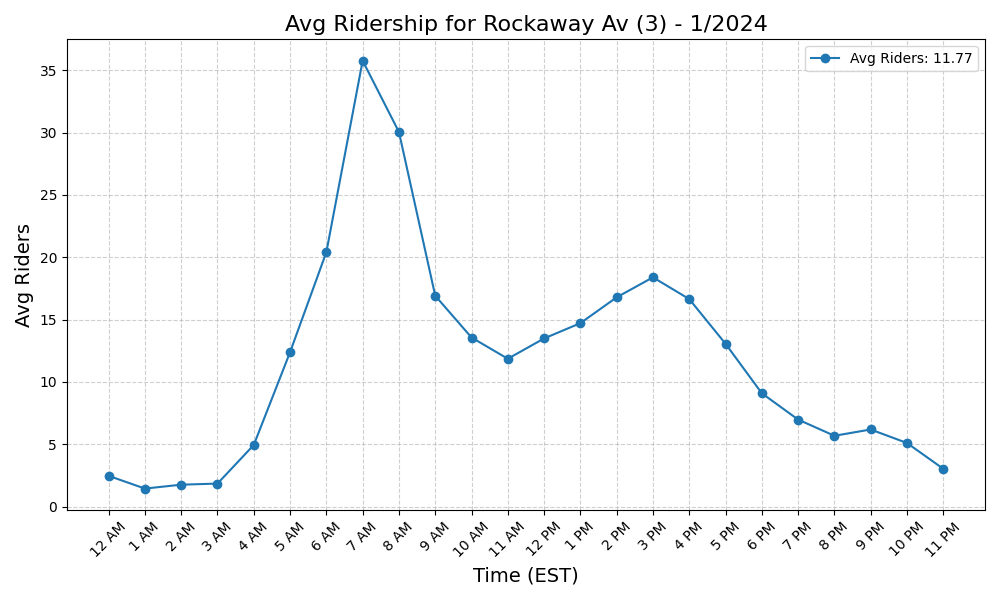 Avg Ridership for Rockaway Av (3) - 1/2024
Avg Riders: 11.77
Avg Riders
35
30
25
20
15
10
5
0
12 AM
1 AM
2 AM
3 AM
4 AM
5 AM
6 AM
7 AM
8 AM
9 AM
10 AM
11 AM
12 PM
1 PM
2 PM
3 PM
4 PM
5 PM
6 PM
7 PM
8 PM
9 PM
10 PM
11 PM
Time (EST)